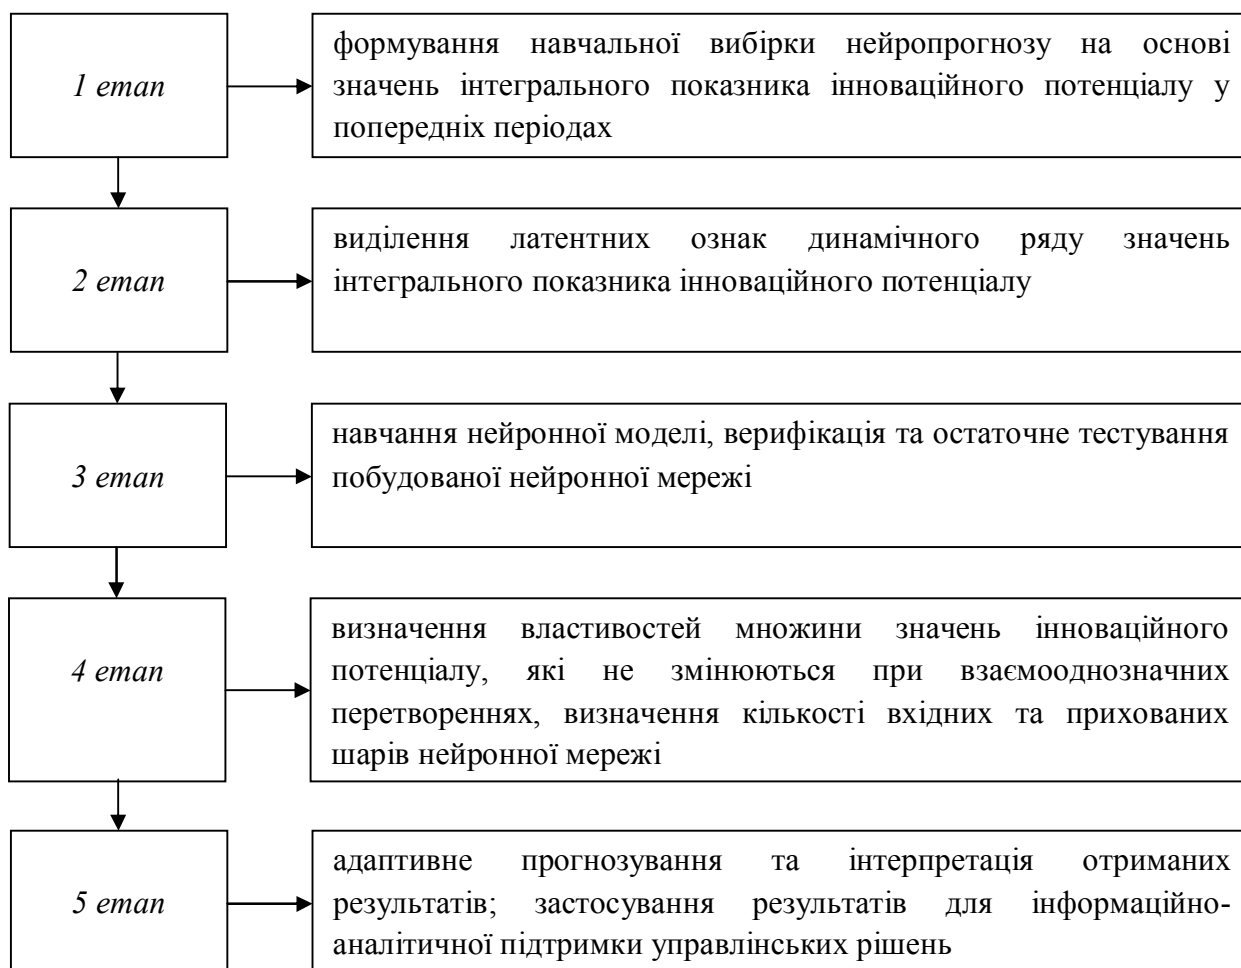 1 етап
формування навчальної вибірки нейропрогнозу на основі
значень інтегрального показника інноваційного потенціалу у
попередніх періодах
2 етап
виділення латентних ознак динамічного ряду значень
інтегрального показника інноваційного потенціалу
3 етап
навчання нейронної моделі, верифікація та остаточне тестування
побудованої нейронної мережі
4 етап
визначення властивостей множини значень інноваційного
потенціалу, які не змінюються при взаємооднозначних
перетвореннях, визначення кількості вхідних та прихованих
шарів нейронної мережі
5 етап
адаптивне прогнозування та інтерпретація отриманих
результатів; застосування результатів для інформаційно-
аналітичної підтримки управлінських рішень